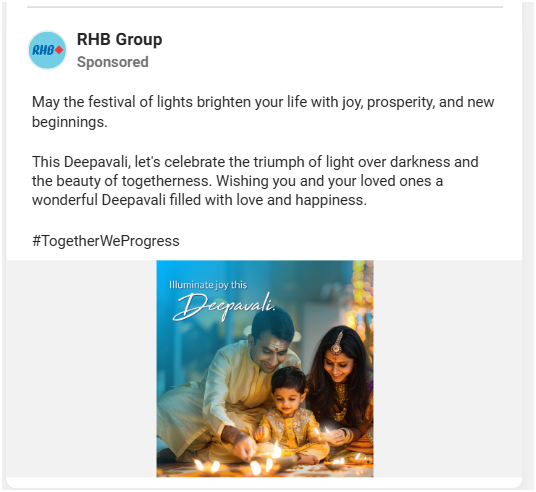 RHB
RHB Group
Sponsored
May the festival of lights brighten your life with joy, prosperity, and new
beginnings.
This Deepavali, let's celebrate the triumph of light over darkness and
the beauty of togetherness. Wishing you and your loved ones a
wonderful Deepavali filled with love and happiness.
#TogetherWeProgress
Illuminate joy this
Deepavali.